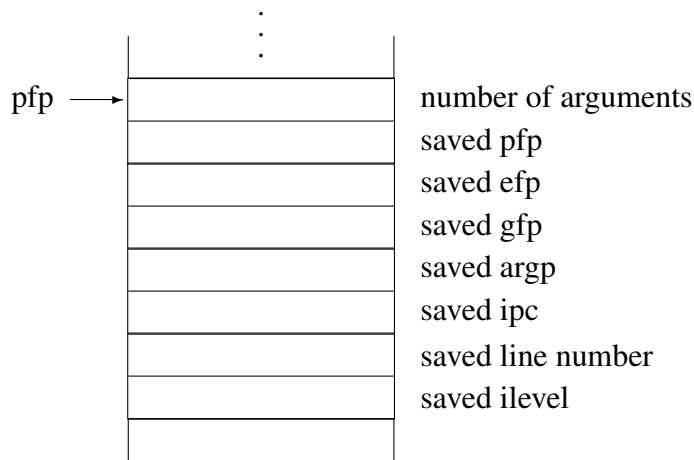 pfp
number of arguments
saved pfp
saved efp
saved gfp
saved argp
saved ipc
saved line number
saved ilevel